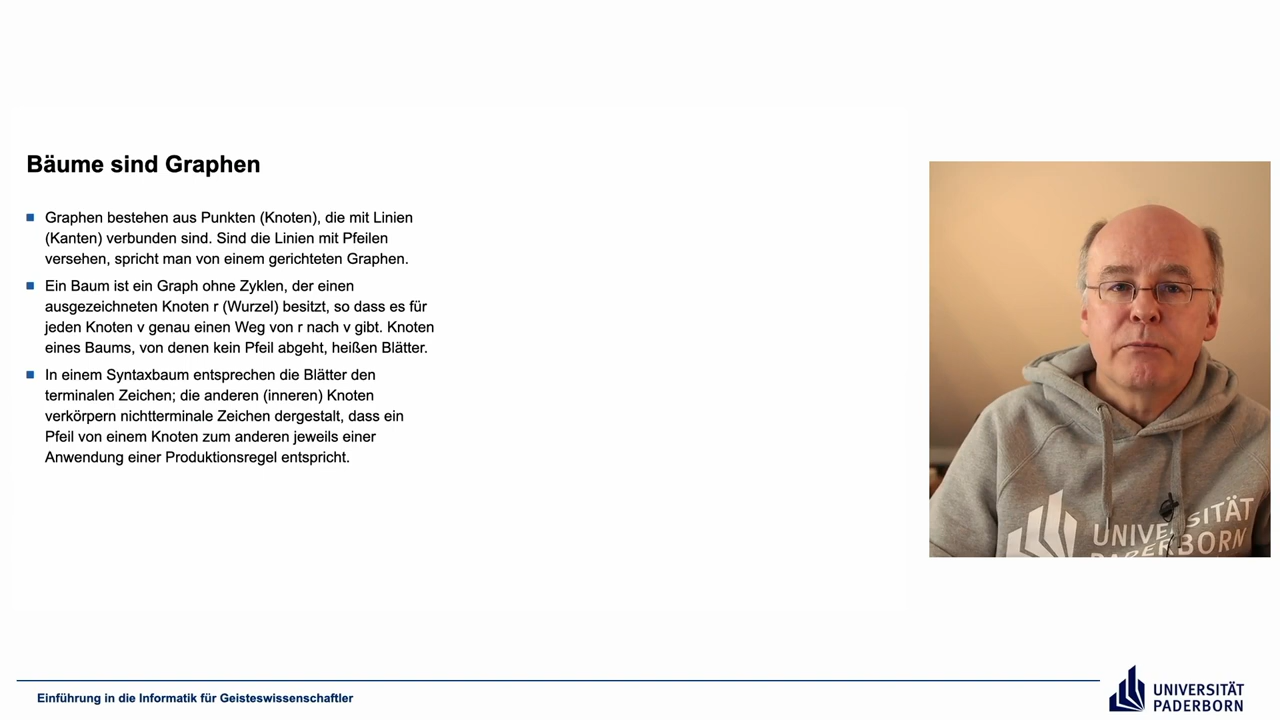 Bäume sind Graphen
Graphen bestehen aus Punkten (Knoten), die mit Linien
(Kanten) verbunden sind. Sind die Linien mit Pfeilen
versehen, spricht man von einem gerichteten Graphen.
Ein Baum ist ein Graph ohne Zyklen, der einen
ausgezeichneten Knoten r (Wurzel) besitzt, so dass es für
jeden Knoten v genau einen Weg von r nach v gibt. Knoten
eines Baums, von denen kein Pfeil abgeht, heißen Blätter.
In einem Syntaxbaum entsprechen die Blätter den
terminalen Zeichen; die anderen (inneren) Knoten
verkörpern nichtterminale Zeichen dergestalt, dass ein
Pfeil von einem Knoten zum anderen jeweils einer
Anwendung einer Produktionsregel entspricht.
UNIVERSITÄT
PADERBORN
Einführung in die Informatik für Geisteswissenschaftler
UNIVERSITÄT
PADERBORN